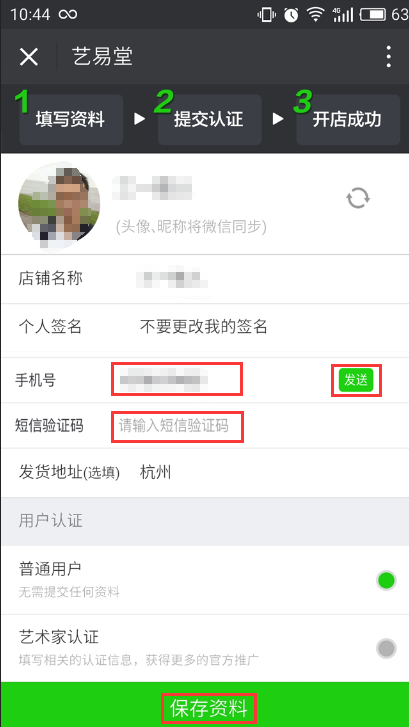 10:44 4G 63
艺易堂
1 填写资料 2 提交认证 3 开店成功
(头像、昵称将微信同步)
店铺名称
个人签名 不要更改我的签名
手机号 发送
短信验证码 请输入短信验证码
发货地址(选填) 杭州
用户认证
普通用户
无需提交任何资料
艺术家认证
填写相关的认证信息，获得更多的官方推广
保存资料